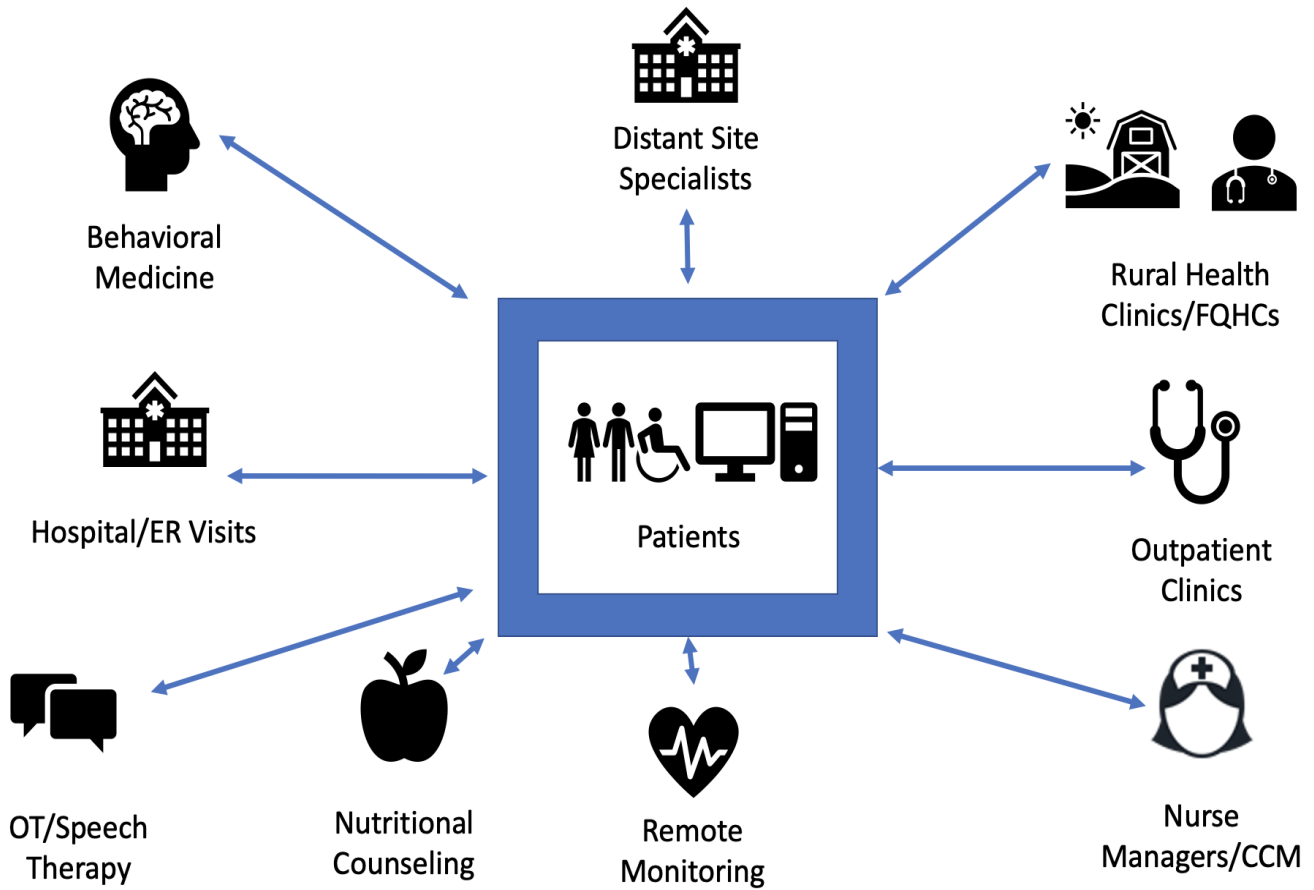 Distant Site
Specialists
Behavioral
Medicine
Rural Health
Clinics/FQHCs
Hospital/ER Visits
Patients
Outpatient
Clinics
OT/Speech
Therapy
Nutritional
Counseling
Remote
Monitoring
Nurse
Managers/CCM